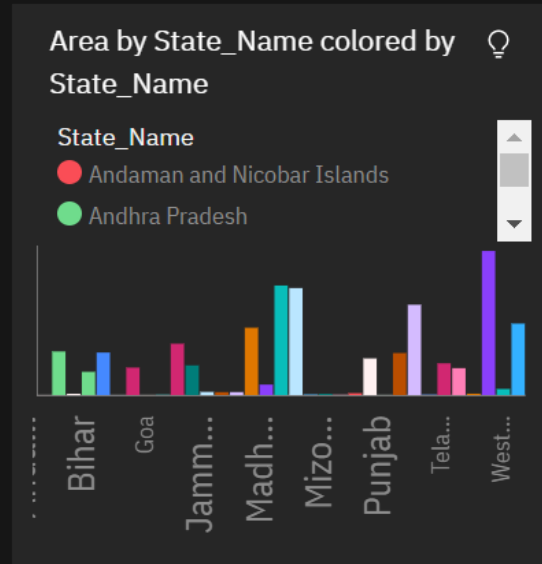 Area by State_Name colored by
State_Name
State_Name
Andaman and Nicobar Islands
Andhra Pradesh
Bihar
Goa
Jamm...
Madh...
Mizo...
Punjab
Tela...
West...